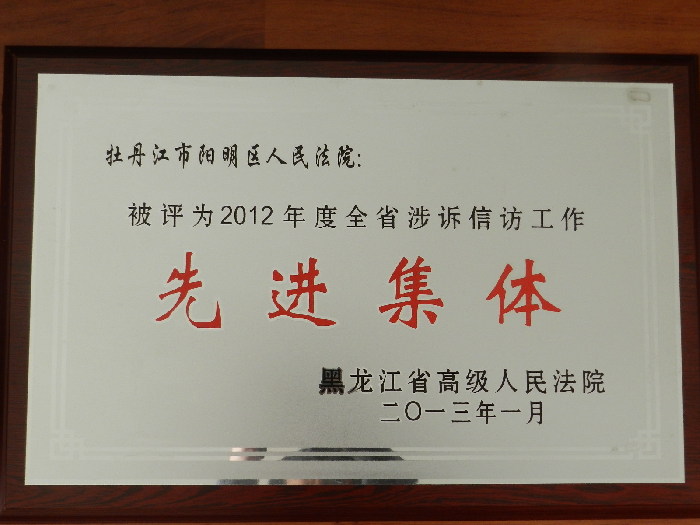 牡丹江市阳明区人民法院:
被评为2012年度全省涉诉信访工作
先进集体
黑龙江省高级人民法院
二〇一三年一月